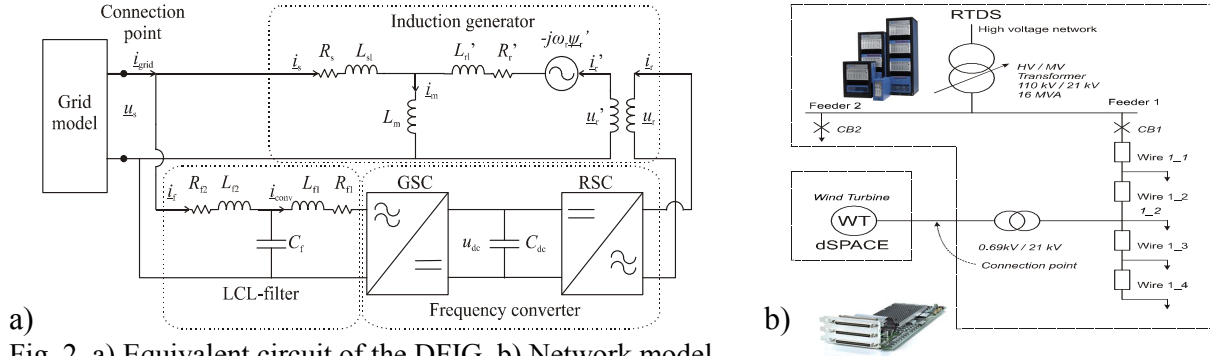 Connection
point
Induction generator
i_grid
i_s
R_s
L_sl
L_rl'
R_r'
-jω_rψ_r'
i_r'
i_r
i_m
Grid
model
u_s
L_m
u_r'
u_r
i_f
R_f2
L_f2
i_conv
L_f1
R_f1
GSC
RSC
C_f
u_dc
C_dc
LCL-filter
Frequency converter
a)
RTDS
High voltage network
HV / MV
Transformer
110 kV / 21 kV
16 MVA
Feeder 2
Feeder 1
CB2
CB1
Wire 1_1
Wire 1_2
1_2
Wind Turbine
WT
dSPACE
0.69kV / 21 kV
Connection point
Wire 1_3
Wire 1_4
b)
Fig. 2. a) Equivalent circuit of the DFIG, b) Network model